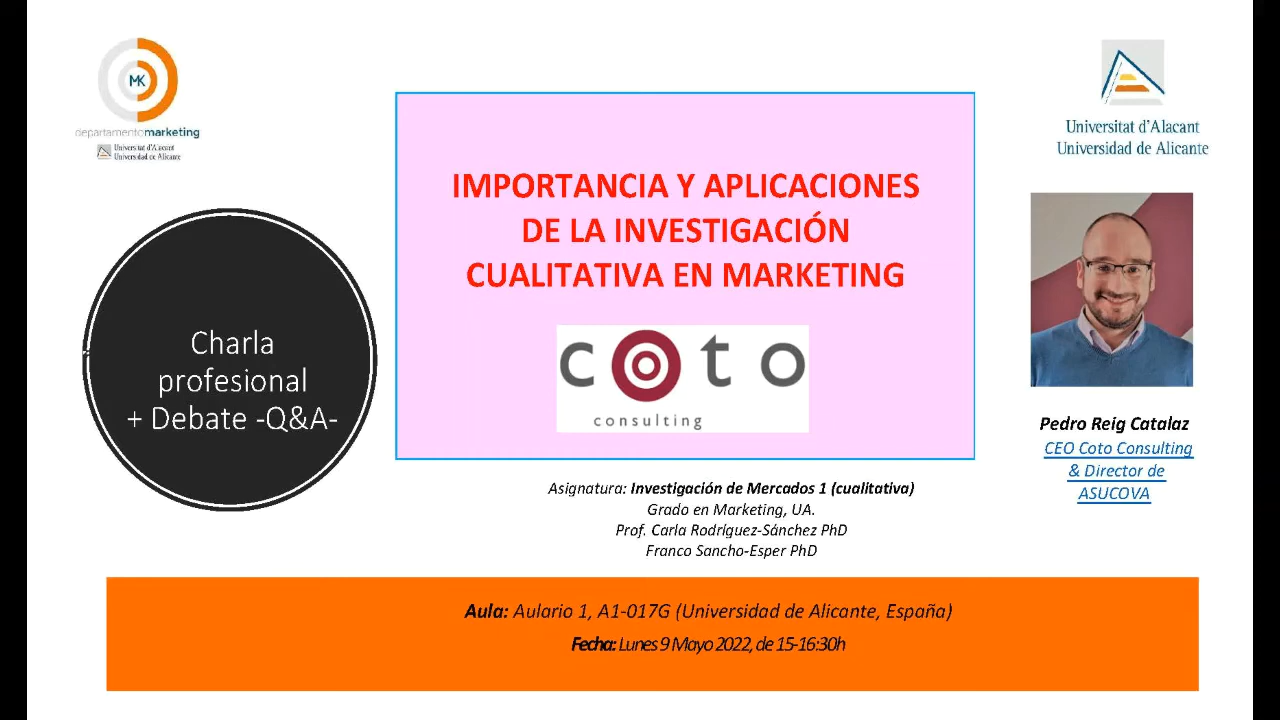 MK
departamentomarketing
Universitat d'Alacant
Universidad de Alicante
Universitat d'Alacant
Universidad de Alicante
IMPORTANCIA Y APLICACIONES
DE LA INVESTIGACIÓN
CUALITATIVA EN MARKETING
coto
consulting
Charla
profesional
+ Debate -Q&A-
Pedro Reig Catalaz
CEO Coto Consulting
& Director de
ASUCOVA
Asignatura: Investigación de Mercados 1 (cualitativa)
Grado en Marketing, UA.
Prof. Carla Rodríguez-Sánchez PhD
Franco Sancho-Esper PhD
Aula: Aulario 1, A1-017G (Universidad de Alicante, España)
Fecha: Lunes 9 Mayo 2022, de 15-16:30h